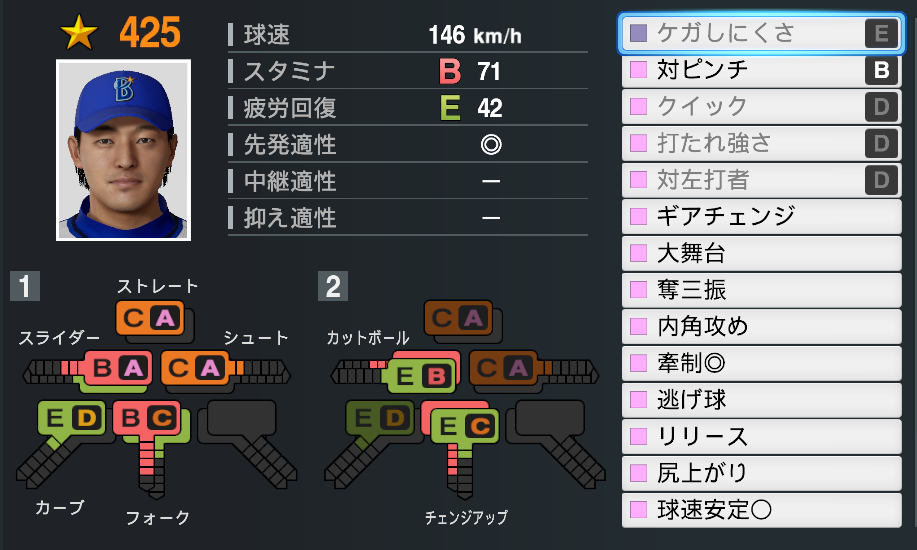 425
球速 146 km/h
スタミナ B 71
疲労回復 E 42
先発適性 ◎
中継適性 ー
抑え適性 ー
B
1
ストレート
C A
スライダー
シュート
B A
C A
E D
B C
カーブ
フォーク
2
C A
カットボール
E B
C A
E D
E C
チェンジアップ
ケガしにくさ E
対ピンチ B
クイック D
打たれ強さ D
対左打者 D
ギアチェンジ
大舞台
奪三振
内角攻め
牽制◎
逃げ球
リリース
尻上がり
球速安定〇